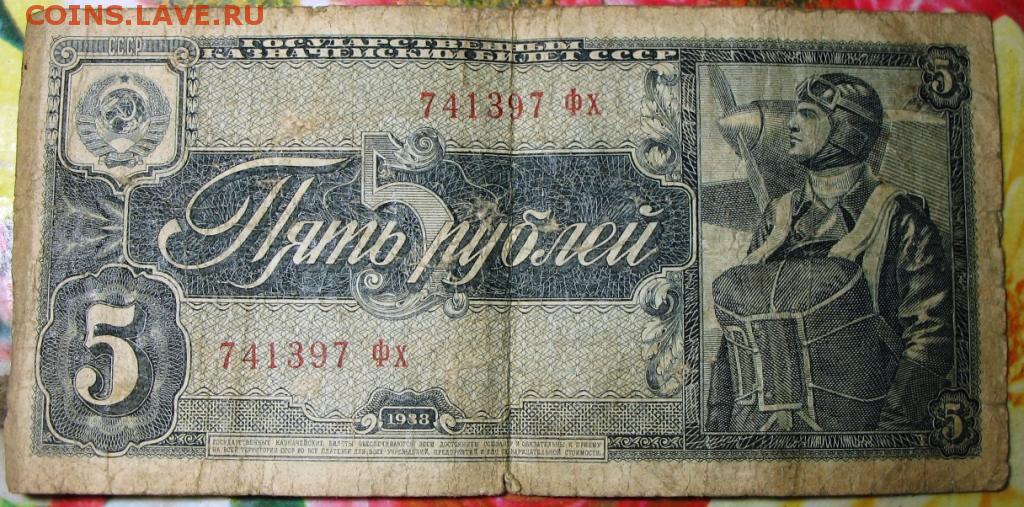 COINS.LAVE.РУ
СССР
ГОСУДАРСТВЕННЫЙ
КАЗНАЧЕЙСКИЙ БИЛЕТ СССР
5
741397 Фх
5
Пять рублей
741397 Фх
5
1938
5
ГОСУДАРСТВЕННЫЕ КАЗНАЧЕЙСКИЕ БИЛЕТЫ ОБЕСПЕЧИВАЮТСЯ ВСЕМ ДОСТОЯНИЕМ СОЮЗА ССР И ОБЯЗАТЕЛЬНЫ К ПРИЕМУ
НА ВСЕЙ ТЕРРИТОРИИ СССР ВО ВСЕ ПЛАТЕЖИ ДЛЯ ВСЕХ УЧРЕЖДЕНИЙ, ПРЕДПРИЯТИЙ И ЛИЦ ПО НАРИЦАТЕЛЬНОЙ СТОИМОСТИ.